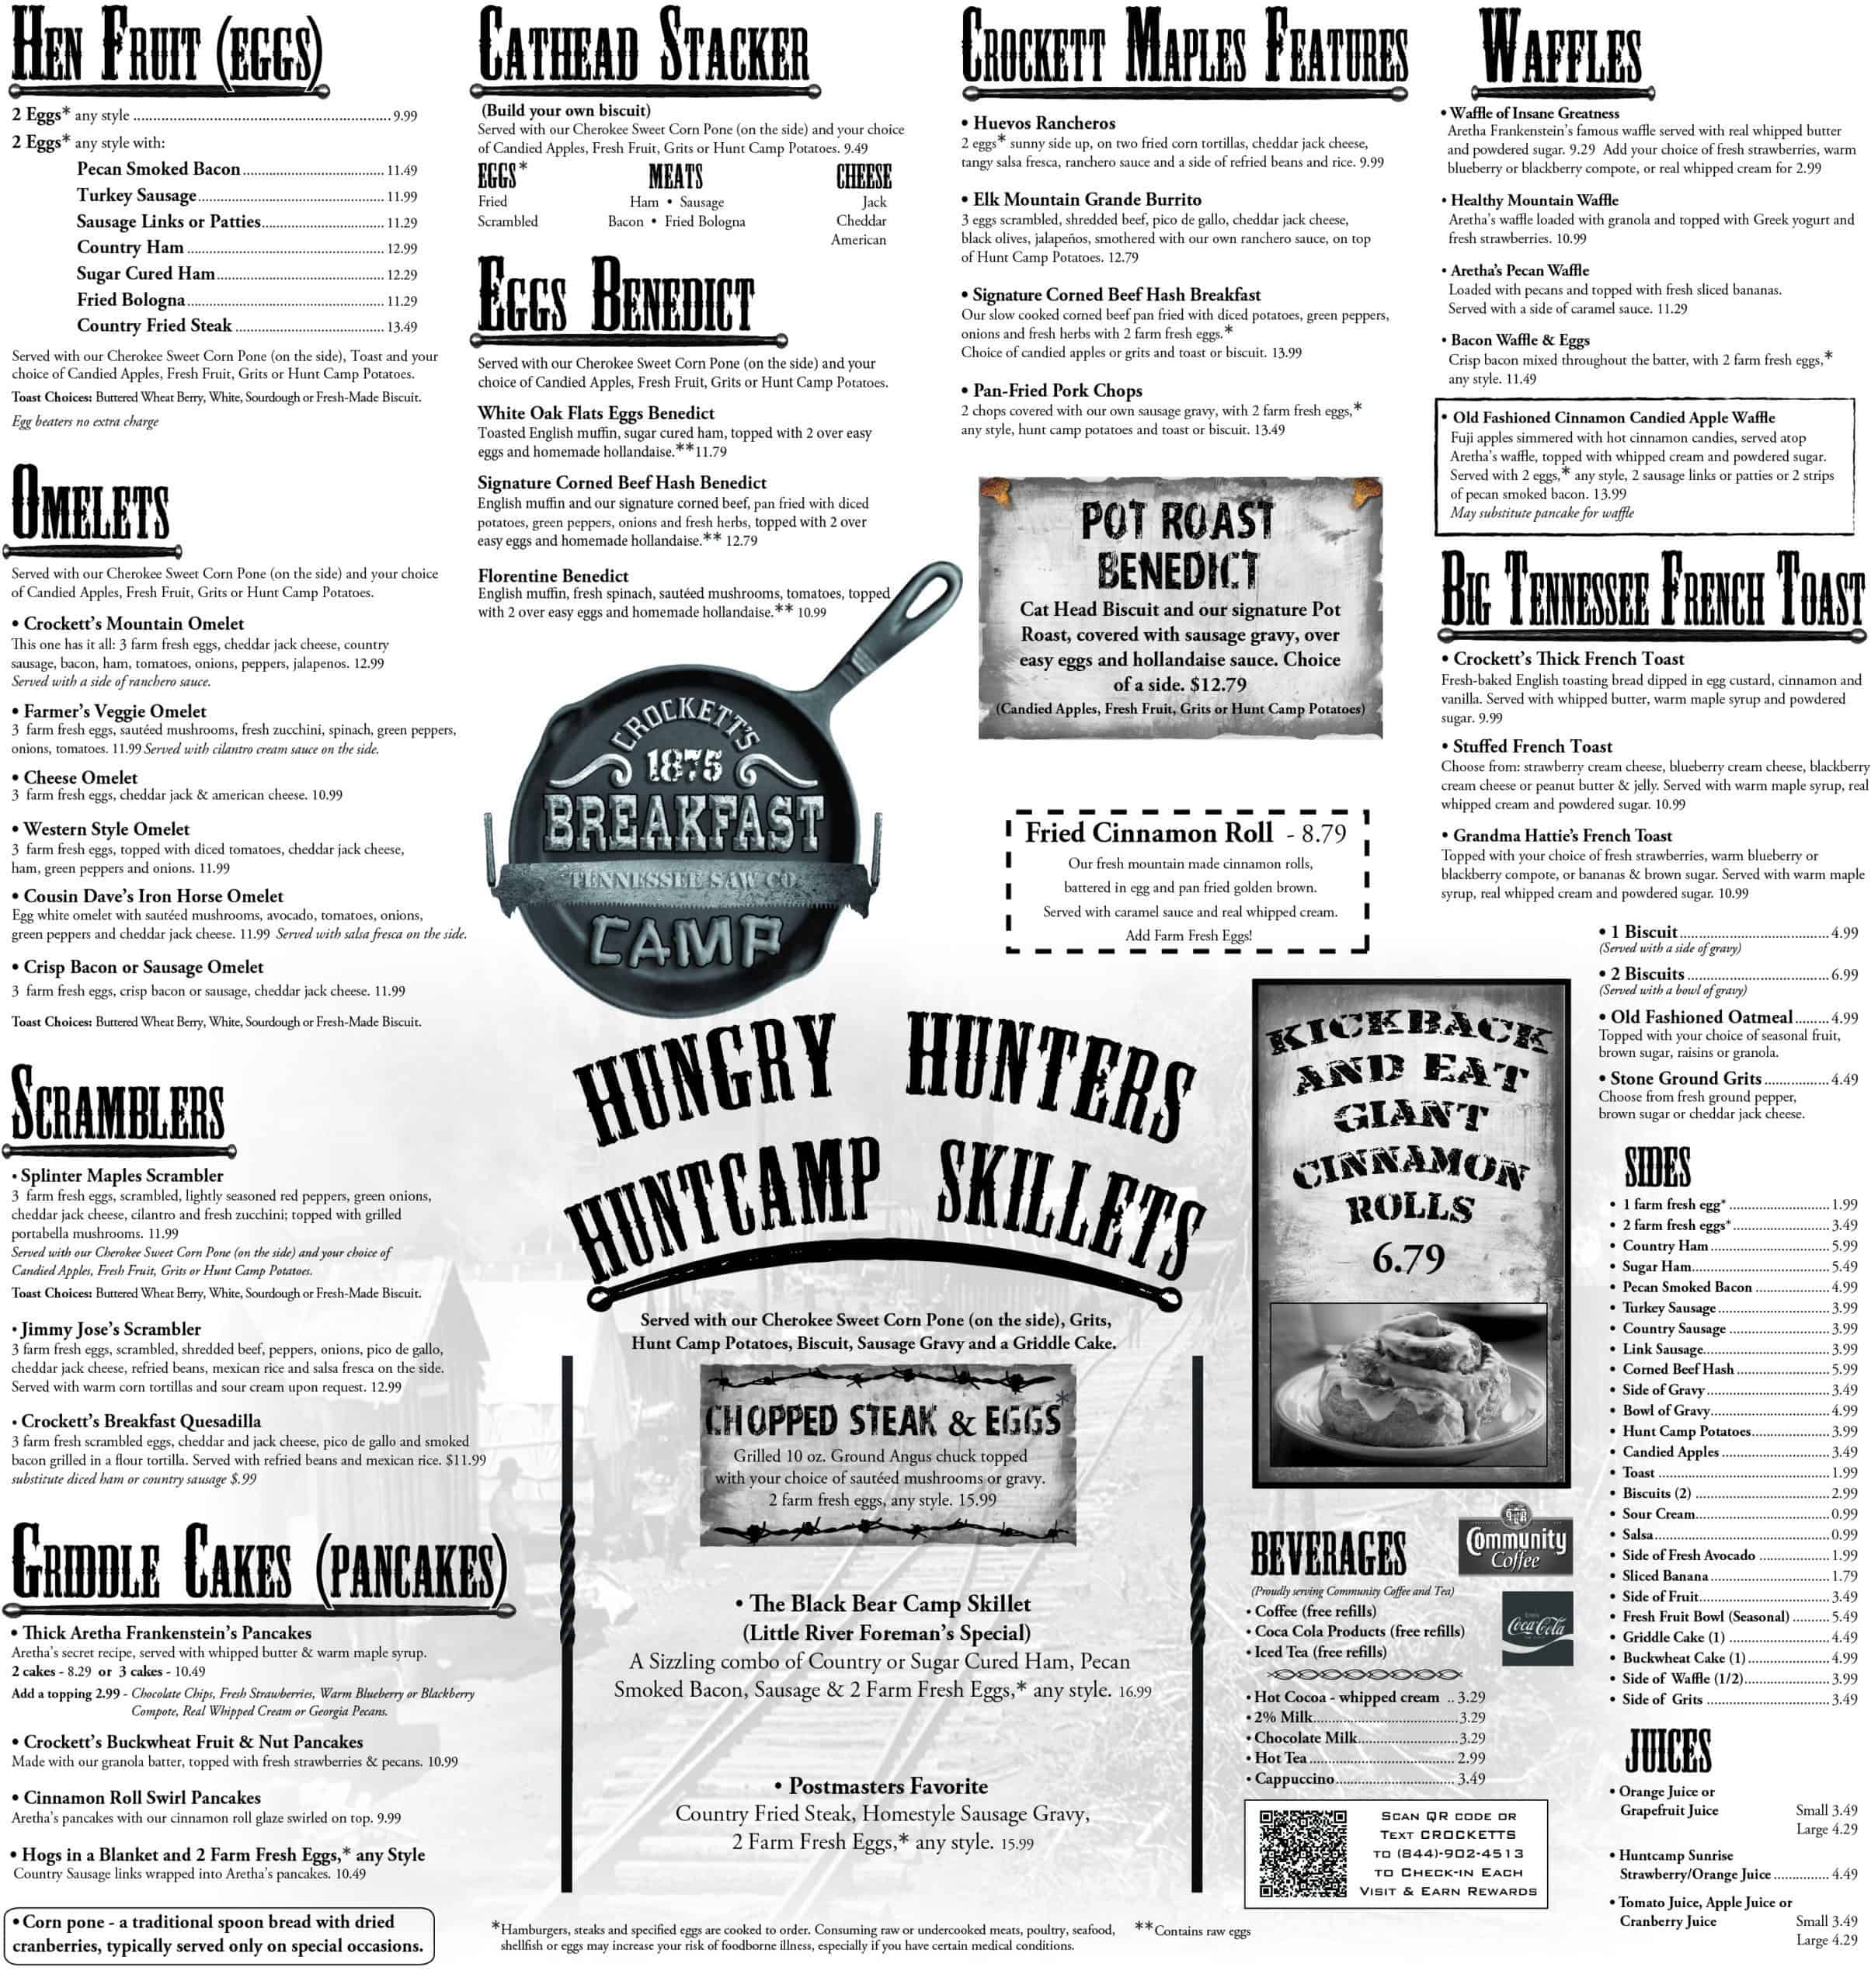 HEN FRUIT (EGGS)
2 Eggs* any style 9.99
2 Eggs* any style with:
Pecan Smoked Bacon 11.49
Turkey Sausage 11.99
Sausage Links or Patties 11.29
Country Ham 12.99
Sugar Cured Ham 12.29
Fried Bologna 11.29
Country Fried Steak 13.49
Served with our Cherokee Sweet Corn Pone (on the side), Toast and your
choice of Candied Apples, Fresh Fruit, Grits or Hunt Camp Potatoes.
Toast Choices: Buttered Wheat Berry, White, Sourdough or Fresh-Made Biscuit.
Egg beaters no extra charge
OMELETS
Served with our Cherokee Sweet Corn Pone (on the side) and your choice
of Candied Apples, Fresh Fruit, Grits or Hunt Camp Potatoes.
• Crockett's Mountain Omelet
This one has it all: 3 farm fresh eggs, cheddar jack cheese, country
sausage, bacon, ham, tomatoes, onions, peppers, jalapenos. 12.99
Served with a side of ranchero sauce.
• Farmer's Veggie Omelet
3 farm fresh eggs, sautéed mushrooms, fresh zucchini, spinach, green peppers,
onions, tomatoes. 11.99 Served with cilantro cream sauce on the side.
• Cheese Omelet
3 farm fresh eggs, cheddar jack & american cheese. 10.99
• Western Style Omelet
3 farm fresh eggs, topped with diced tomatoes, cheddar jack cheese,
ham, green peppers and onions. 11.99
• Cousin Dave's Iron Horse Omelet
Egg white omelet with sautéed mushrooms, avocado, tomatoes, onions,
green peppers and cheddar jack cheese. 11.99 Served with salsa fresca on the side.
• Crisp Bacon or Sausage Omelet
3 farm fresh eggs, crisp bacon or sausage, cheddar jack cheese. 11.99
Toast Choices: Buttered Wheat Berry, White, Sourdough or Fresh-Made Biscuit.
SCRAMBLERS
• Splinter Maples Scrambler
3 farm fresh eggs, scrambled, lightly seasoned red peppers, green onions,
cheddar jack cheese, cilantro and fresh zucchini; topped with grilled
portabella mushrooms. 11.99
Served with our Cherokee Sweet Corn Pone (on the side) and your choice of
Candied Apples, Fresh Fruit, Grits or Hunt Camp Potatoes.
Toast Choices: Buttered Wheat Berry, White, Sourdough or Fresh-Made Biscuit.
• Jimmy Jose's Scrambler
3 farm fresh eggs, scrambled, shredded beef, peppers, onions, pico de gallo,
cheddar jack cheese, refried beans, mexican rice and salsa fresca on the side.
Served with warm corn tortillas and sour cream upon request. 12.99
• Crockett's Breakfast Quesadilla
3 farm fresh scrambled eggs, cheddar and jack cheese, pico de gallo and smoked
bacon grilled in a flour tortilla. Served with refried beans and mexican rice. $11.99
substitute diced ham or country sausage $.99
GRIDDLE CAKES (PANCAKES)
• Thick Aretha Frankenstein's Pancakes
Aretha's secret recipe, served with whipped butter & warm maple syrup.
2 cakes - 8.29 or 3 cakes - 10.49
Add a topping 2.99 - Chocolate Chips, Fresh Strawberries, Warm Blueberry or Blackberry
Compote, Real Whipped Cream or Georgia Pecans.
• Crockett's Buckwheat Fruit & Nut Pancakes
Made with our granola batter, topped with fresh strawberries & pecans. 10.99
• Cinnamon Roll Swirl Pancakes
Aretha's pancakes with our cinnamon roll glaze swirled on top. 9.99
• Hogs in a Blanket and 2 Farm Fresh Eggs,* any Style
Country Sausage links wrapped into Aretha's pancakes. 10.49
• Corn pone - a traditional spoon bread with dried
cranberries, typically served only on special occasions.
CATHEAD STACKER
(Build your own biscuit)
Served with our Cherokee Sweet Corn Pone (on the side) and your choice
of Candied Apples, Fresh Fruit, Grits or Hunt Camp Potatoes. 9.49
EGGS* MEATS CHEESE
Fried Ham • Sausage Jack
Scrambled Bacon • Fried Bologna Cheddar
American
EGGS BENEDICT
Served with our Cherokee Sweet Corn Pone (on the side) and your
choice of Candied Apples, Fresh Fruit, Grits or Hunt Camp Potatoes.
White Oak Flats Eggs Benedict
Toasted English muffin, sugar cured ham, topped with 2 over easy
eggs and homemade hollandaise.**11.79
Signature Corned Beef Hash Benedict
English muffin and our signature corned beef, pan fried with diced
potatoes, green peppers, onions and fresh herbs, topped with 2 over
easy eggs and homemade hollandaise.** 12.79
Florentine Benedict
English muffin, fresh spinach, sautéed mushrooms, tomatoes, topped
with 2 over easy eggs and homemade hollandaise.** 10.99
CROCKETT'S
1875
BREAKFAST
TENNESSEE SAW CO.
CAMP
CROCKETT MAPLES FEATURES
• Huevos Rancheros
2 eggs* sunny side up, on two fried corn tortillas, cheddar jack cheese,
tangy salsa fresca, ranchero sauce and a side of refried beans and rice. 9.99
• Elk Mountain Grande Burrito
3 eggs scrambled, shredded beef, pico de gallo, cheddar jack cheese,
black olives, jalapeños, smothered with our own ranchero sauce, on top
of Hunt Camp Potatoes. 12.79
• Signature Corned Beef Hash Breakfast
Our slow cooked corned beef pan fried with diced potatoes, green peppers,
onions and fresh herbs with 2 farm fresh eggs.*
Choice of candied apples or grits and toast or biscuit. 13.99
• Pan-Fried Pork Chops
2 chops covered with our own sausage gravy, with 2 farm fresh eggs,*
any style, hunt camp potatoes and toast or biscuit. 13.49
POT ROAST
BENEDICT
Cat Head Biscuit and our signature Pot
Roast, covered with sausage gravy, over
easy eggs and hollandaise sauce. Choice
of a side. $12.79
(Candied Apples, Fresh Fruit, Grits or Hunt Camp Potatoes)
Fried Cinnamon Roll - 8.79
Our fresh mountain made cinnamon rolls,
battered in egg and pan fried golden brown.
Served with caramel sauce and real whipped cream.
Add Farm Fresh Eggs!
HUNGRY HUNTERS
HUNTCAMP SKILLETS
Served with our Cherokee Sweet Corn Pone (on the side), Grits,
Hunt Camp Potatoes, Biscuit, Sausage Gravy and a Griddle Cake.
CHOPPED STEAK & EGGS*
Grilled 10 oz. Ground Angus chuck topped
with your choice of sautéed mushrooms or gravy.
2 farm fresh eggs, any style. 15.99
• The Black Bear Camp Skillet
(Little River Foreman's Special)
A Sizzling combo of Country or Sugar Cured Ham, Pecan
Smoked Bacon, Sausage & 2 Farm Fresh Eggs,* any style. 16.99
• Postmasters Favorite
Country Fried Steak, Homestyle Sausage Gravy,
2 Farm Fresh Eggs,* any style. 15.99
*Hamburgers, steaks and specified eggs are cooked to order. Consuming raw or undercooked meats, poultry, seafood,
shellfish or eggs may increase your risk of foodborne illness, especially if you have certain medical conditions.
**Contains raw eggs
WAFFLES
• Waffle of Insane Greatness
Aretha Frankenstein's famous waffle served with real whipped butter
and powdered sugar. 9.29 Add your choice of fresh strawberries, warm
blueberry or blackberry compote, or real whipped cream for 2.99
• Healthy Mountain Waffle
Aretha's waffle loaded with granola and topped with Greek yogurt and
fresh strawberries. 10.99
• Aretha's Pecan Waffle
Loaded with pecans and topped with fresh sliced bananas.
Served with a side of caramel sauce. 11.29
• Bacon Waffle & Eggs
Crisp bacon mixed throughout the batter, with 2 farm fresh eggs,*
any style. 11.49
• Old Fashioned Cinnamon Candied Apple Waffle
Fuji apples simmered with hot cinnamon candies, served atop
Aretha's waffle, topped with whipped cream and powdered sugar.
Served with 2 eggs,* any style, 2 sausage links or patties or 2 strips
of pecan smoked bacon. 13.99
May substitute pancake for waffle
BIG TENNESSEE FRENCH TOAST
• Crockett's Thick French Toast
Fresh-baked English toasting bread dipped in egg custard, cinnamon and
vanilla. Served with whipped butter, warm maple syrup and powdered
sugar. 9.99
• Stuffed French Toast
Choose from: strawberry cream cheese, blueberry cream cheese, blackberry
cream cheese or peanut butter & jelly. Served with warm maple syrup, real
whipped cream and powdered sugar. 10.99
• Grandma Hattie's French Toast
Topped with your choice of fresh strawberries, warm blueberry or
blackberry compote, or bananas & brown sugar. Served with warm maple
syrup, real whipped cream and powdered sugar. 10.99
• 1 Biscuit 4.99
(Served with a side of gravy)
• 2 Biscuits 6.99
(Served with a bowl of gravy)
• Old Fashioned Oatmeal 4.99
Topped with your choice of seasonal fruit,
brown sugar, raisins or granola.
• Stone Ground Grits 4.49
Choose from fresh ground pepper,
brown sugar or cheddar jack cheese.
KICKBACK
AND EAT
GIANT
CINNAMON
ROLLS
6.79
BEVERAGES
Community
Coffee
(Proudly serving Community Coffee and Tea)
• Coffee (free refills)
• Coca Cola Products (free refills)
• Iced Tea (free refills)
Coca-Cola
• Hot Cocoa - whipped cream 3.29
• 2% Milk 3.29
• Chocolate Milk 3.29
• Hot Tea 2.99
• Cappuccino 3.49
SCAN QR CODE OR
TEXT CROCKETTS
TO (844)-902-4513
TO CHECK-IN EACH
VISIT & EARN REWARDS
SIDES
• 1 farm fresh egg* 1.99
• 2 farm fresh eggs* 3.49
• Country Ham 5.99
• Sugar Ham 5.49
• Pecan Smoked Bacon 4.99
• Turkey Sausage 3.99
• Country Sausage 3.99
• Link Sausage 3.99
• Corned Beef Hash 5.99
• Side of Gravy 3.49
• Bowl of Gravy 4.99
• Hunt Camp Potatoes 3.99
• Candied Apples 3.49
• Toast 1.99
• Biscuits (2) 2.99
• Sour Cream 0.99
• Salsa 0.99
• Side of Fresh Avocado 1.99
• Sliced Banana 1.79
• Side of Fruit 3.49
• Fresh Fruit Bowl (Seasonal) 5.49
• Griddle Cake (1) 4.49
• Buckwheat Cake (1) 4.99
• Side of Waffle (1/2) 3.99
• Side of Grits 3.49
JUICES
• Orange Juice or
Grapefruit Juice Small 3.49
Large 4.29
• Huntcamp Sunrise
Strawberry/Orange Juice 4.49
• Tomato Juice, Apple Juice or
Cranberry Juice Small 3.49
Large 4.29